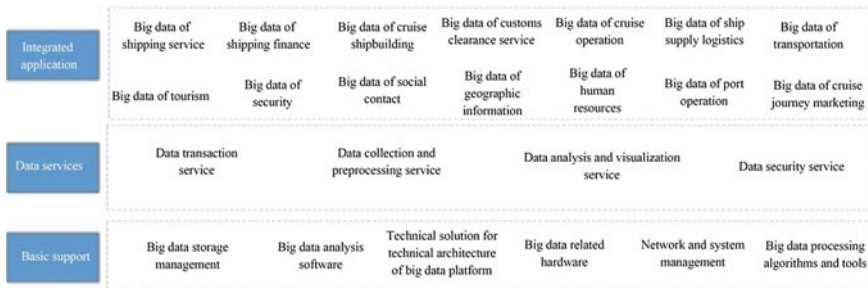 Integrated
application
Big data of
shipping service
Big data of
shipping finance
Big data of cruise
shipbuilding
Big data of customs
clearance service
Big data of cruise
operation
Big data of ship
supply logistics
Big data of
transportation
Big data of tourism
Big data of
security
Big data of social
contact
Big data of
geographic
information
Big data of
human
resources
Big data of port
operation
Big data of cruise
journey marketing
Data services
Data transaction
service
Data collection and
preprocessing service
Data analysis and visualization
service
Data security service
Basic support
Big data storage
management
Big data analysis
software
Technical solution for
technical architecture
of big data platform
Big data related
hardware
Network and system
management
Big data processing
algorithms and tools